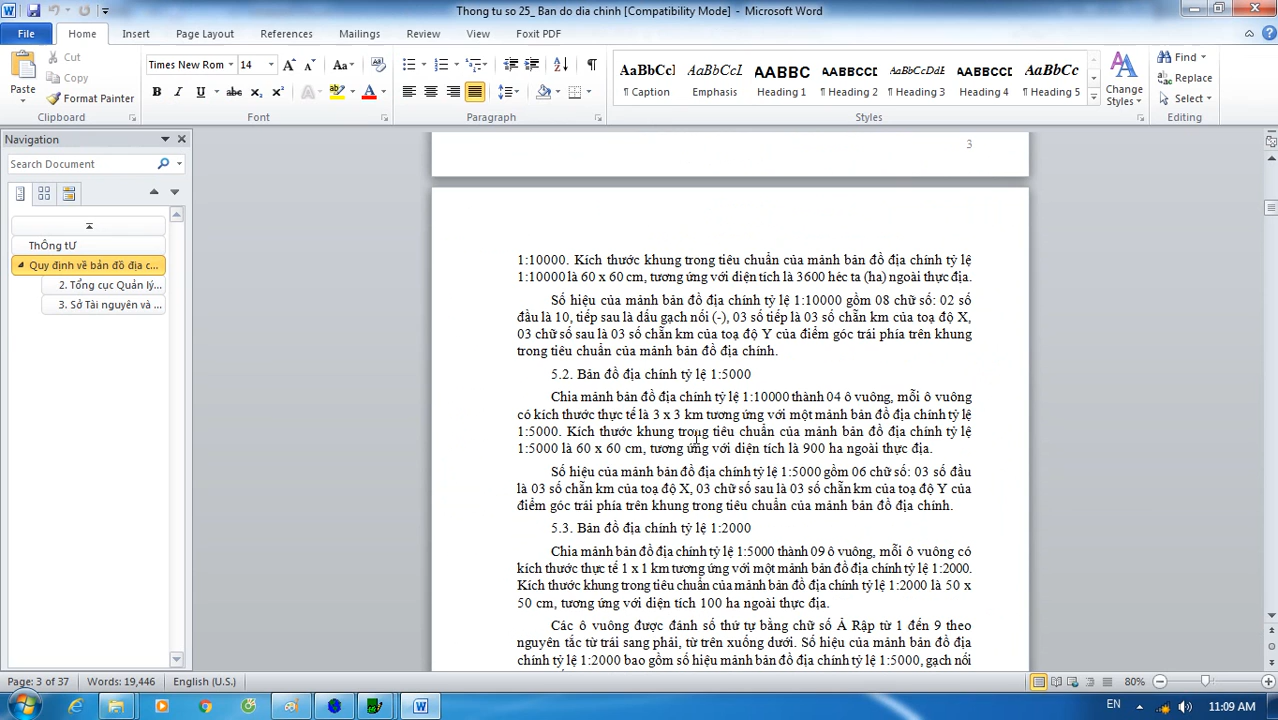 Thong tu so 25_ Ban do dia chinh [Compatibility Mode] - Microsoft Word
File Home Insert Page Layout References Mailings Review View Foxit PDF
Paste Cut Copy Format Painter Clipboard
Times New Rom 14 Font
Paragraph
AaBbCcI AaBbCcL AABBC AABBCCD AaBbCcDdE AABBCCD AaBbCc
¶ Caption Emphasis ¶ Heading 1 ¶ Heading 2 ¶ Heading 3 ¶ Heading 4 ¶ Heading 5
Styles
Change Styles
Find Replace Select Editing
Navigation
Search Document
ThÔng tƯ
Quy định về bản đồ địa c...
2. Tổng cục Quản lý...
3. Sở Tài nguyên và ...
3
1:10000. Kích thước khung trong tiêu chuẩn của mảnh bản đồ địa chính tỷ lệ
1:10000 là 60 x 60 cm, tương ứng với diện tích là 3600 héc ta (ha) ngoài thực địa.
Số hiệu của mảnh bản đồ địa chính tỷ lệ 1:10000 gồm 08 chữ số: 02 số
đầu là 10, tiếp sau là dấu gạch nối (-), 03 số tiếp là 03 số chẵn km của toạ độ X,
03 chữ số sau là 03 số chẵn km của toạ độ Y của điểm góc trái phía trên khung
trong tiêu chuẩn của mảnh bản đồ địa chính.
5.2. Bản đồ địa chính tỷ lệ 1:5000
Chia mảnh bản đồ địa chính tỷ lệ 1:10000 thành 04 ô vuông, mỗi ô vuông
có kích thước thực tế là 3 x 3 km tương ứng với một mảnh bản đồ địa chính tỷ lệ
1:5000. Kích thước khung trong tiêu chuẩn của mảnh bản đồ địa chính tỷ lệ
1:5000 là 60 x 60 cm, tương ứng với diện tích là 900 ha ngoài thực địa.
Số hiệu của mảnh bản đồ địa chính tỷ lệ 1:5000 gồm 06 chữ số: 03 số đầu
là 03 số chẵn km của toạ độ X, 03 chữ số sau là 03 số chẵn km của toạ độ Y của
điểm góc trái phía trên khung trong tiêu chuẩn của mảnh bản đồ địa chính.
5.3. Bản đồ địa chính tỷ lệ 1:2000
Chia mảnh bản đồ địa chính tỷ lệ 1:5000 thành 09 ô vuông, mỗi ô vuông có
kích thước thực tế 1 x 1 km tương ứng với một mảnh bản đồ địa chính tỷ lệ 1:2000.
Kích thước khung trong tiêu chuẩn của mảnh bản đồ địa chính tỷ lệ 1:2000 là 50 x
50 cm, tương ứng với diện tích 100 ha ngoài thực địa.
Các ô vuông được đánh số thứ tự bằng chữ số Ả Rập từ 1 đến 9 theo
nguyên tắc từ trái sang phải, từ trên xuống dưới. Số hiệu của mảnh bản đồ địa
chính tỷ lệ 1:2000 bao gồm số hiệu mảnh bản đồ địa chính tỷ lệ 1:5000, gạch nối
Page: 3 of 37 Words: 19,446 English (U.S.) 80%
EN 11:09 AM